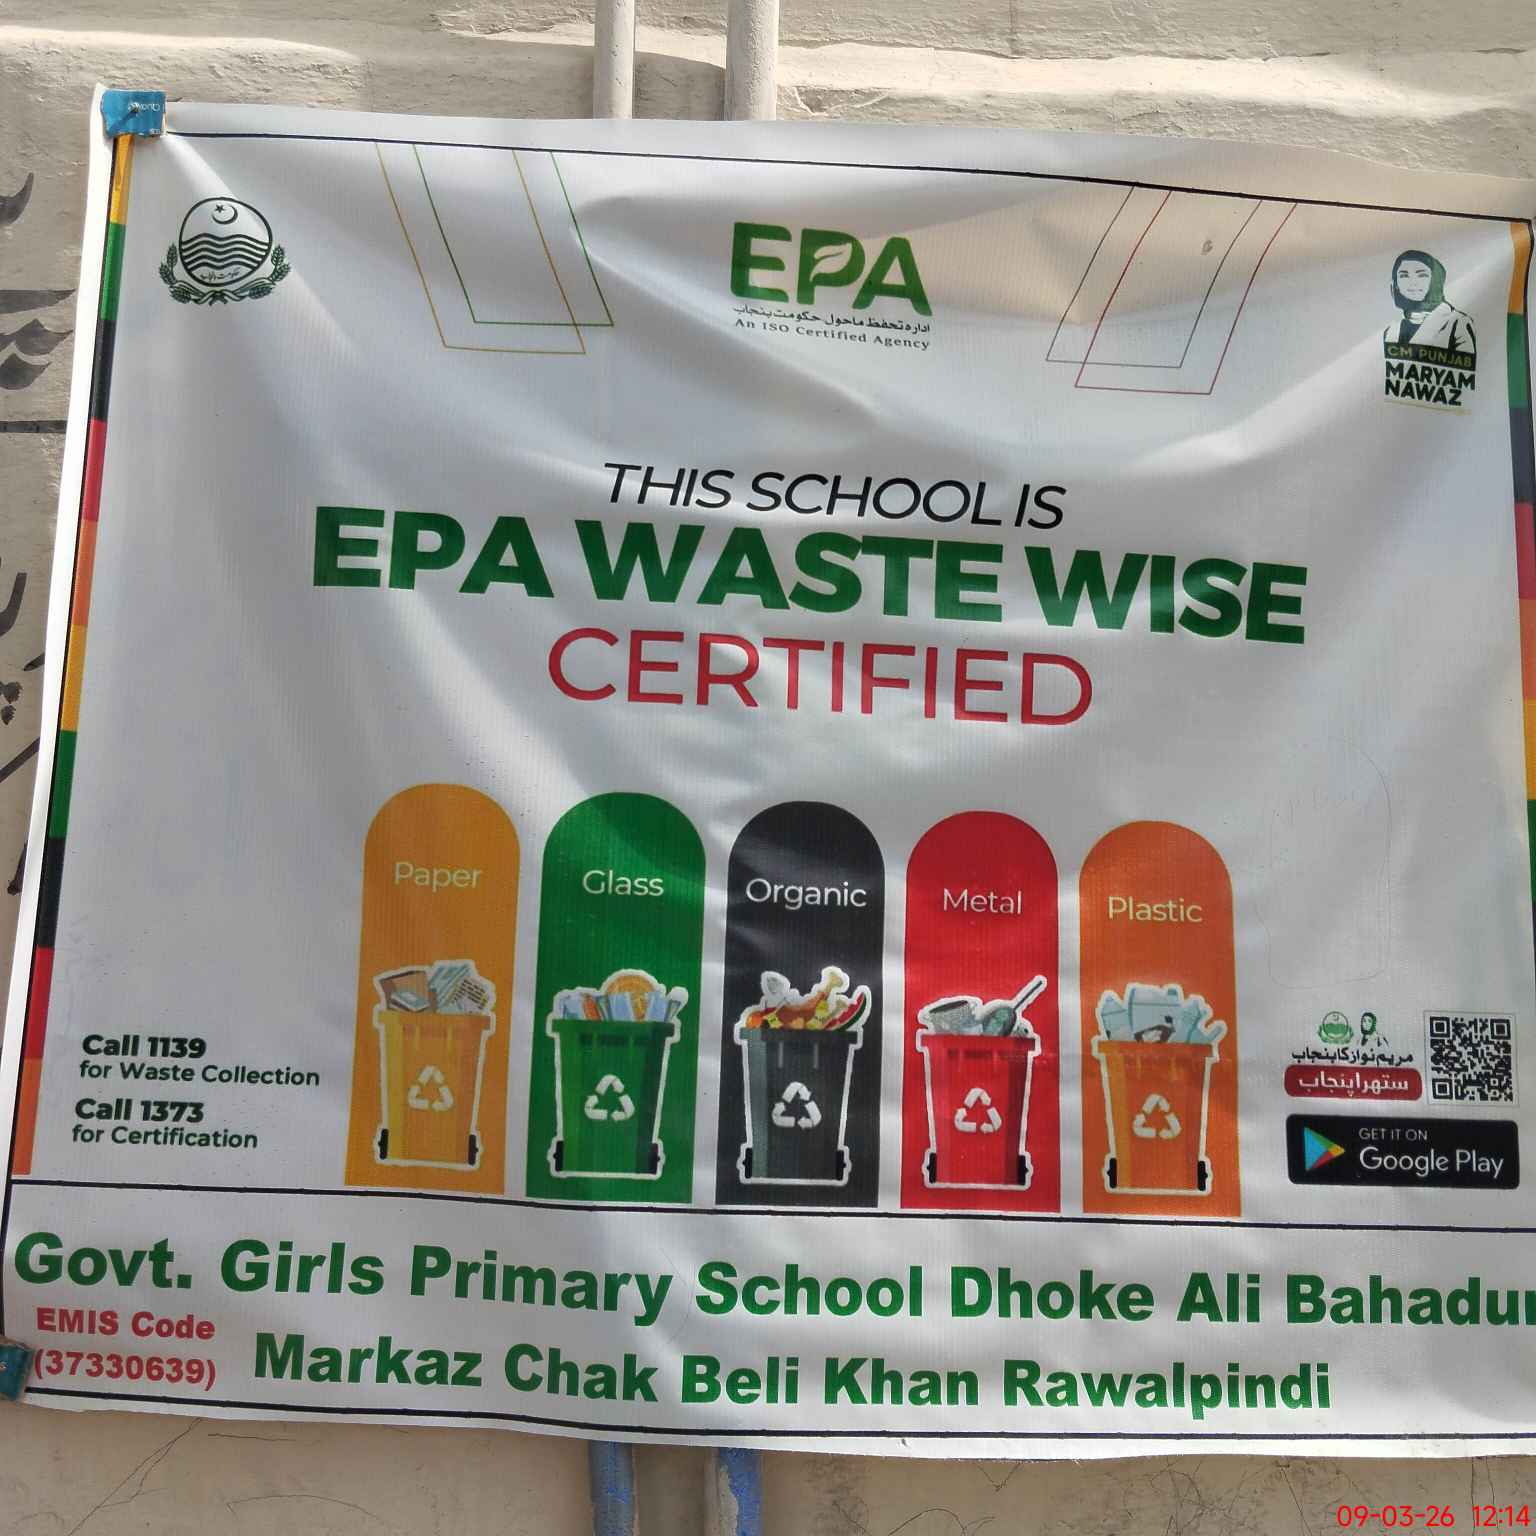 حکومت پنجاب
EPA
ادارہ تحفظ ماحول حکومت پنجاب
An ISO Certified Agency
CM PUNJAB
MARYAM
NAWAZ
THIS SCHOOL IS
EPA WASTE WISE
CERTIFIED
Paper
Glass
Organic
Metal
Plastic
Call 1139
for Waste Collection
Call 1373
for Certification
مریم نواز کا پنجاب
ستھرا پنجاب
GET IT ON
Google Play
Govt. Girls Primary School Dhoke Ali Bahadur
EMIS Code
(37330639)
Markaz Chak Beli Khan Rawalpindi
09-03-26 12:14